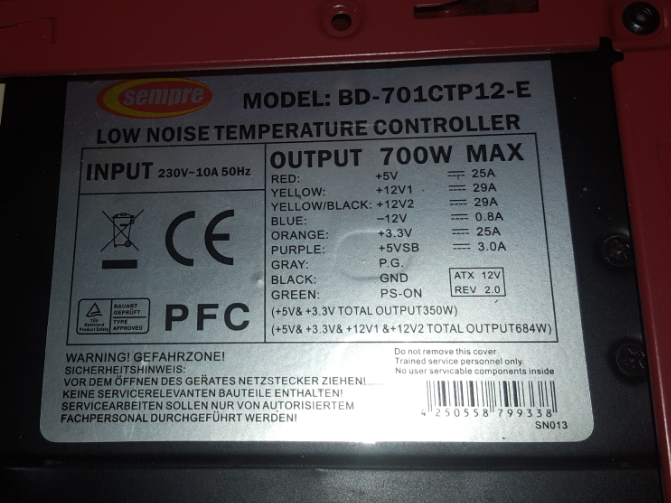 sempre
MODEL: BD-701CTP12-E
LOW NOISE TEMPERATURE CONTROLLER
INPUT 230V~10A 50Hz
OUTPUT 700W MAX
RED: +5V 25A
YELLOW: +12V1 29A
YELLOW/BLACK: +12V2 29A
BLUE: –12V 0.8A
ORANGE: +3.3V 25A
PURPLE: +5VSB 3.0A
GRAY: P.G.
BLACK: GND
GREEN: PS-ON
ATX 12V
REV 2.0
(+5V& +3.3V TOTAL OUTPUT350W)
(+5V& +3.3V& +12V1 &+12V2 TOTAL OUTPUT684W)
CE
TÜV
Rheinland
Product Safety
BAUART
GEPRÜFT
TYPE
APPROVED
PFC
WARNING! GEFAHRZONE!
SICHERHEITSHINWEIS:
VOR DEM ÖFFNEN DES GERÄTES NETZSTECKER ZIEHEN!
KEINE SERVICERELEVANTEN BAUTEILE ENTHALTEN!
SERVICEARBEITEN SOLLEN NUR VON AUTORISIERTEM
FACHPERSONAL DURCHGEFÜHRT WERDEN!
Do not remove this cover
Trained service personnel only.
No user servicable components inside
4 250558 799338
SN013